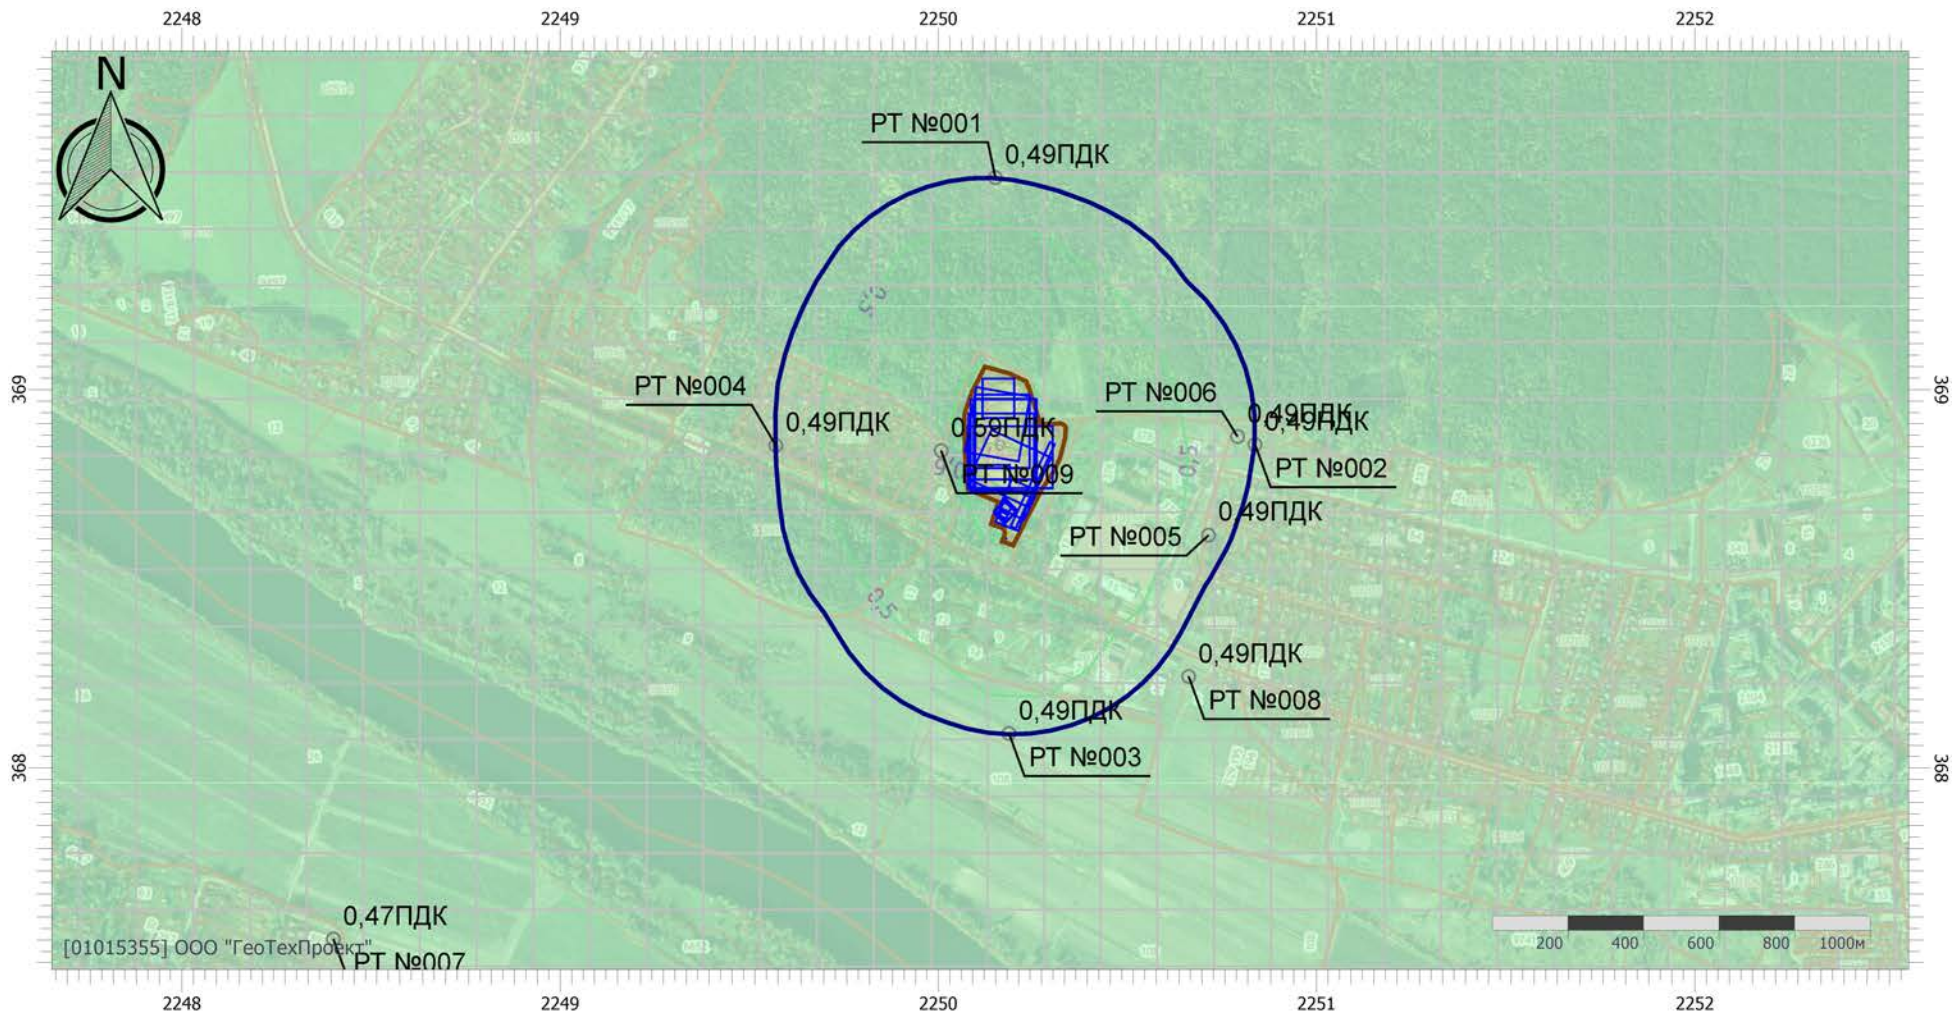 2248 2249 2250 2251 2252
N
РТ №001
0,49ПДК
0,5
369 369
РТ №004
РТ №006
0,49ПДК
0,49ПДК
0,49ПДК
0,59ПДК
РТ №002
РТ №009
0,6
0,5
0,49ПДК
РТ №005
0,5
0,49ПДК
РТ №008
0,49ПДК
РТ №003
368 368
0,47ПДК
РТ №007
[01015355] ООО "ГеоТехПроект"
200 400 600 800 1000м
2248 2249 2250 2251 2252